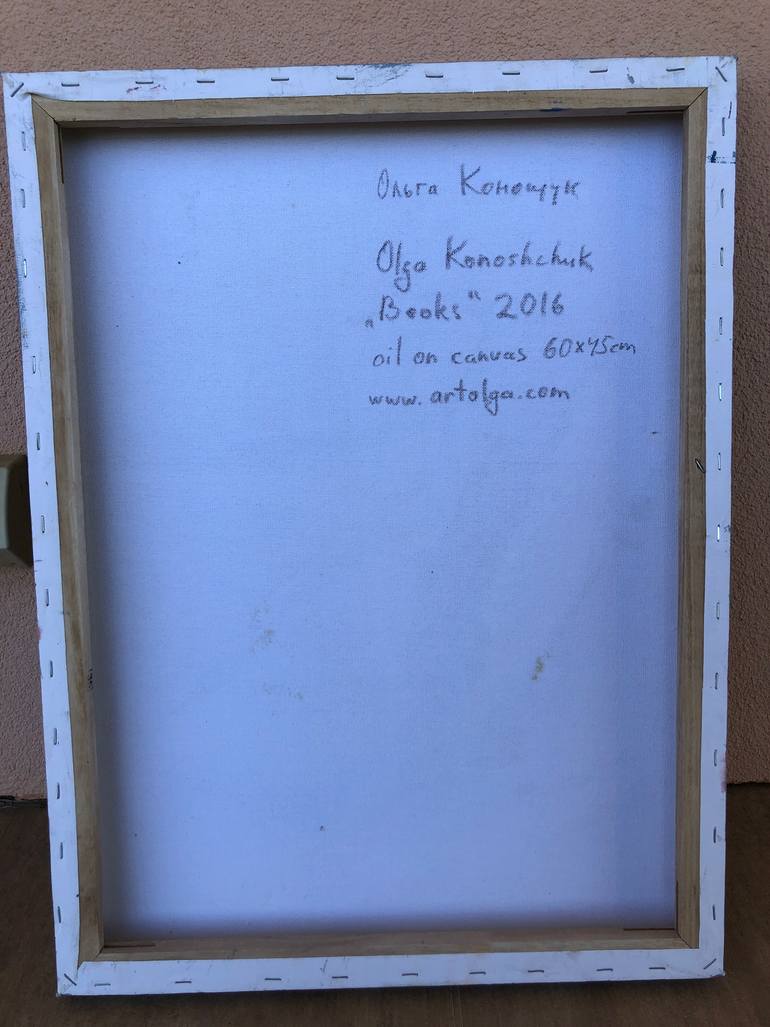 Ольга Конощук
Olga Konoshchuk
„Books“ 2016
oil on canvas 60x45cm
www.artolga.com